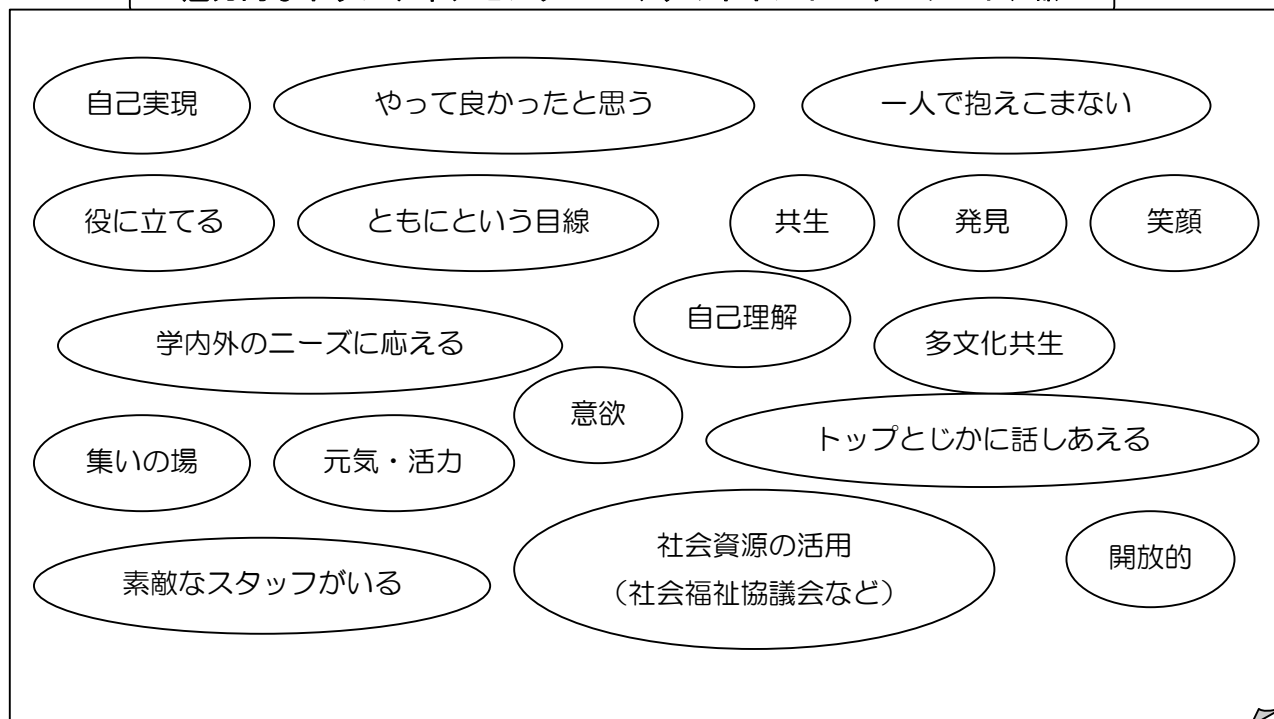 自己実現
やって良かったと思う
一人で抱えこまない
役に立てる
ともにという目線
共生
発見
笑顔
自己理解
学内外のニーズに応える
多文化共生
意欲
トップとじかに話しあえる
集いの場
元気・活力
社会資源の活用
（社会福祉協議会など）
開放的
素敵なスタッフがいる